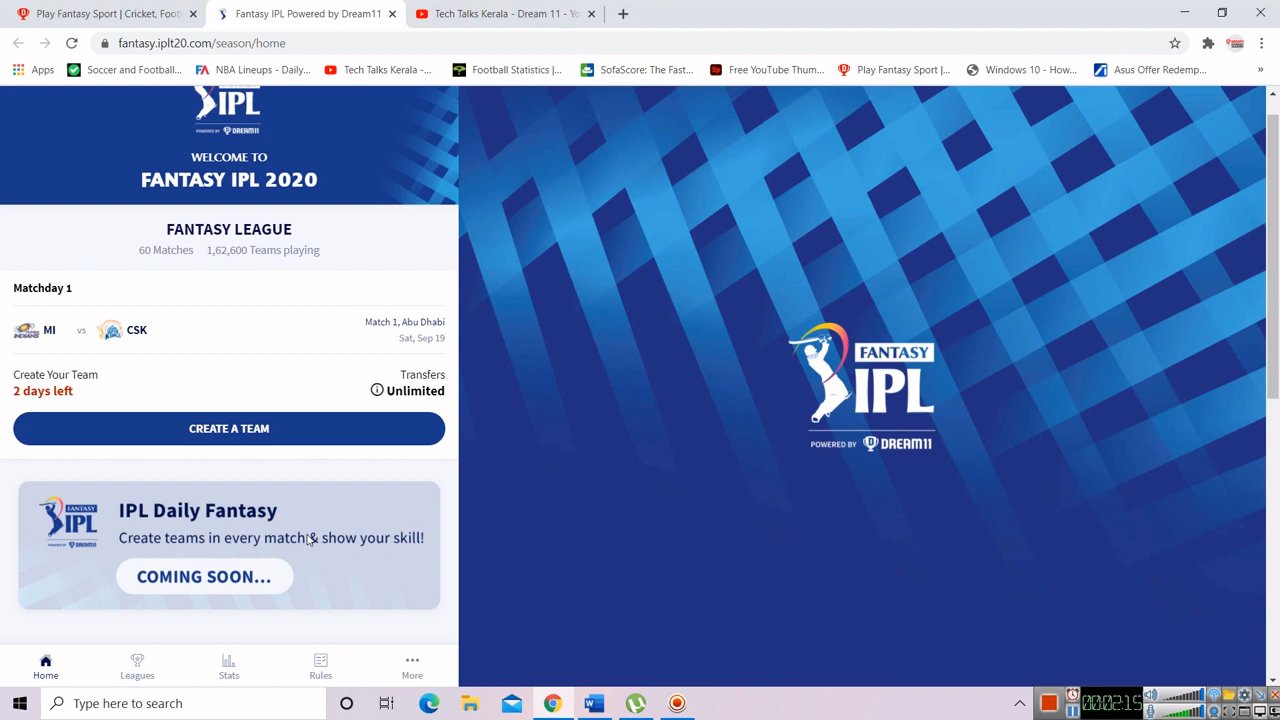 Play Fantasy Sport | Cricket, Footl
Fantasy IPL Powered by Dream11
Tech Talks Kerala - Dream 11 - Yo
fantasy.iplt20.com/season/home
Apps
Soccer and Football...
NBA Lineups - Daily...
Tech Talks Kerala -...
Football Statistics |...
SofaScore: The Fast...
Free YouTube Thum...
Play Fantasy Sport |...
Windows 10 - How...
Asus Offer Redemp...
IPL
POWERED BY DREAM11
WELCOME TO
FANTASY IPL 2020
FANTASY LEAGUE
60 Matches 1,62,600 Teams playing
Matchday 1
MI vs CSK
Match 1, Abu Dhabi
Sat, Sep 19
Create Your Team
2 days left
Transfers
Unlimited
CREATE A TEAM
FANTASY
IPL
IPL Daily Fantasy
Create teams in every match & show your skill!
COMING SOON...
Home
Leagues
Stats
Rules
More
FANTASY
IPL
POWERED BY DREAM11
Type here to search
00:02:15